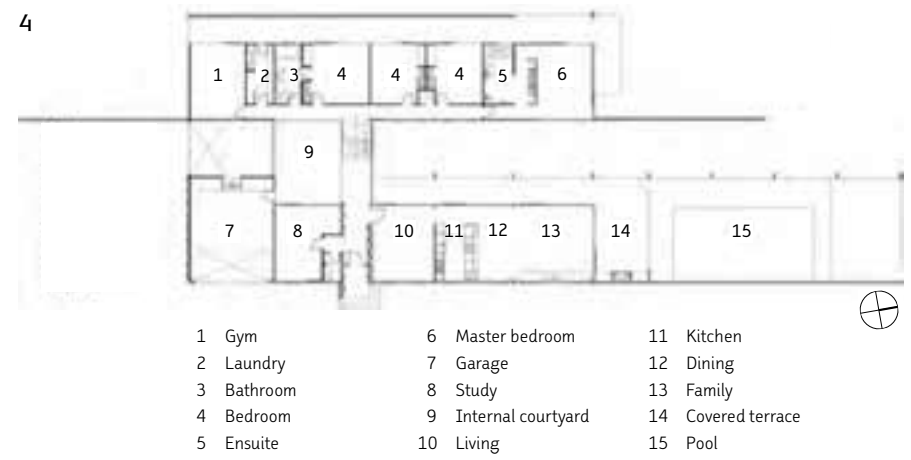 4
1 2 3 4 4 4 5 6
9
7 8 10 11 12 13 14 15
1 Gym
2 Laundry
3 Bathroom
4 Bedroom
5 Ensuite
6 Master bedroom
7 Garage
8 Study
9 Internal courtyard
10 Living
11 Kitchen
12 Dining
13 Family
14 Covered terrace
15 Pool